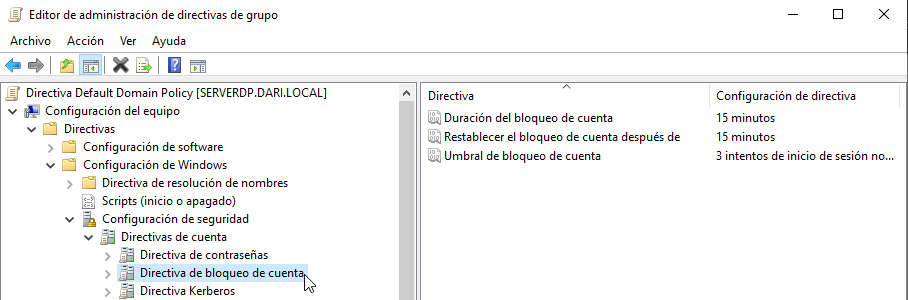 Editor de administración de directivas de grupo
Archivo Acción Ver Ayuda
Directiva Default Domain Policy [SERVERDP.DARI.LOCAL]
Configuración del equipo
Directivas
Configuración de software
Configuración de Windows
Directiva de resolución de nombres
Scripts (inicio o apagado)
Configuración de seguridad
Directivas de cuenta
Directiva de contraseñas
Directiva de bloqueo de cuenta
Directiva Kerberos
Directiva Configuración de directiva
Duración del bloqueo de cuenta 15 minutos
Restablecer el bloqueo de cuenta después de 15 minutos
Umbral de bloqueo de cuenta 3 intentos de inicio de sesión no...